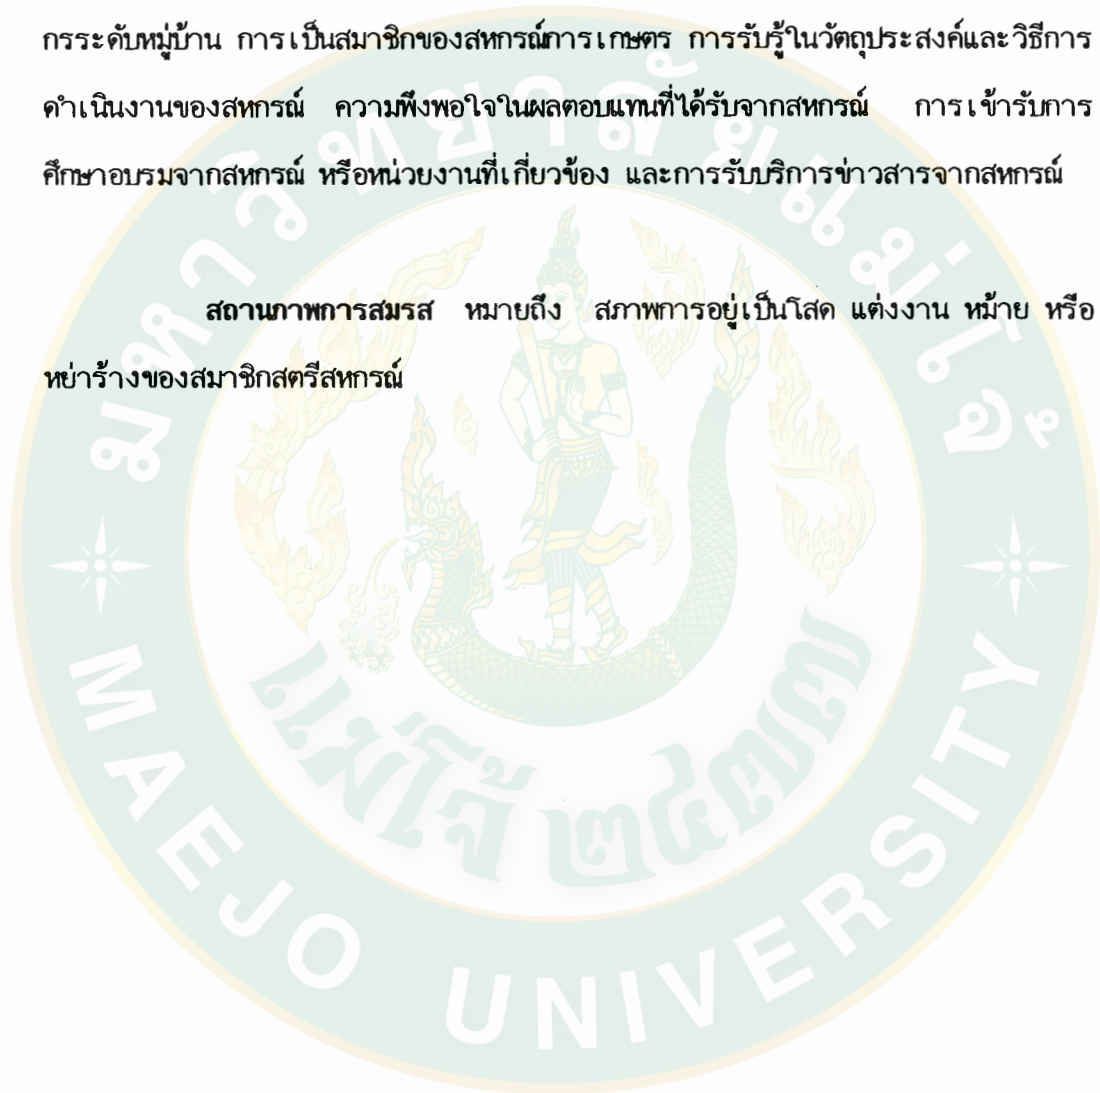 กรระดับหมู่บ้าน การเป็นสมาชิกของสหกรณ์การเกษตร การรับรู้ในวัตถุประสงค์และวิธีการ
ดำเนินงานของสหกรณ์ ความพึงพอใจในผลตอบแทนที่ได้รับจากสหกรณ์ การเข้ารับการ
ศึกษาอบรมจากสหกรณ์ หรือหน่วยงานที่เกี่ยวข้อง และการรับบริการข่าวสารจากสหกรณ์
สถานภาพการสมรส หมายถึง สภาพการอยู่เป็นโสด แต่งงาน หม้าย หรือ
หย่าร้างของสมาชิกสตรีสหกรณ์
มหาวิทยาลัยแม่โจ้
แม่โจ้ ๒๔๗๗
MAEJO UNIVERSITY